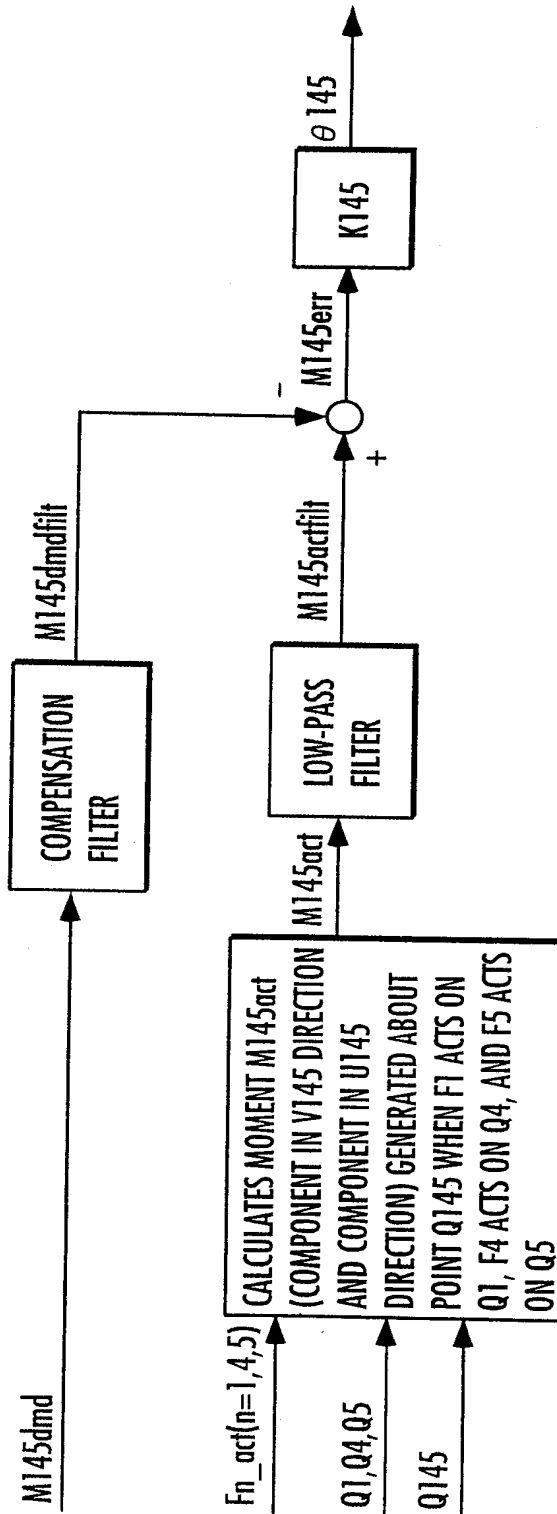 M145dmd
COMPENSATION
FILTER
M145dmdfilt
-
Fn_act(n=1,4,5)
Q1,Q4,Q5
Q145
CALCULATES MOMENT M145act
(COMPONENT IN V145 DIRECTION
AND COMPONENT IN U145
DIRECTION) GENERATED ABOUT
POINT Q145 WHEN F1 ACTS ON
Q1, F4 ACTS ON Q4, AND F5 ACTS
ON Q5
M145act
LOW-PASS
FILTER
M145actfilt
+
M145err
K145
θ 145